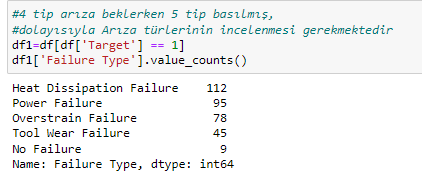 #4 tip arıza beklerken 5 tip basılmış,
#dolayısıyla Arıza türlerinin incelenmesi gerekmektedir
df1=df[df['Target'] == 1]
df1['Failure Type'].value_counts()
Heat Dissipation Failure    112
Power Failure                95
Overstrain Failure           78
Tool Wear Failure            45
No Failure                    9
Name: Failure Type, dtype: int64